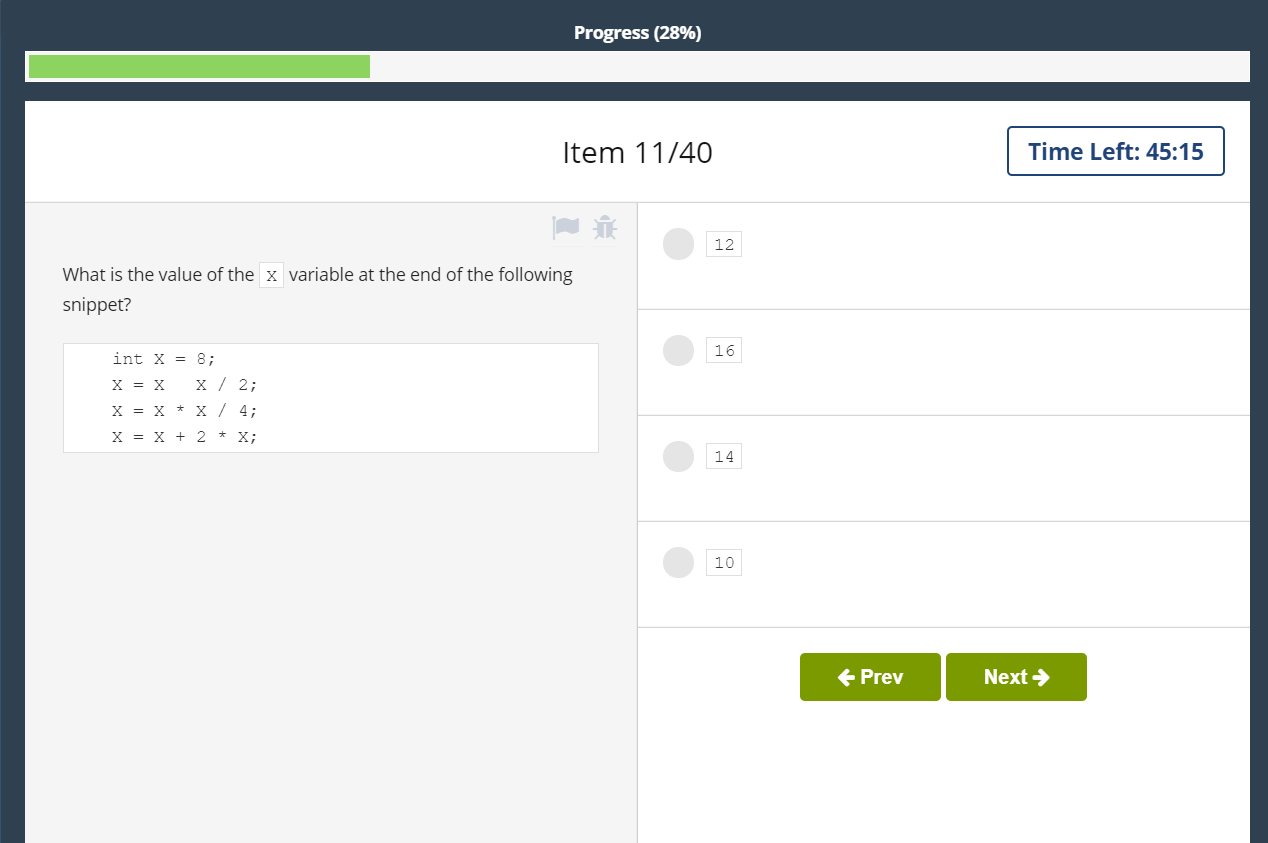 Progress (28%)
Item 11/40
Time Left: 45:15
What is the value of the X variable at the end of the following
snippet?
int X = 8;
X = X   X / 2;
X = X * X / 4;
X = X + 2 * X;
12
16
14
10
Prev
Next